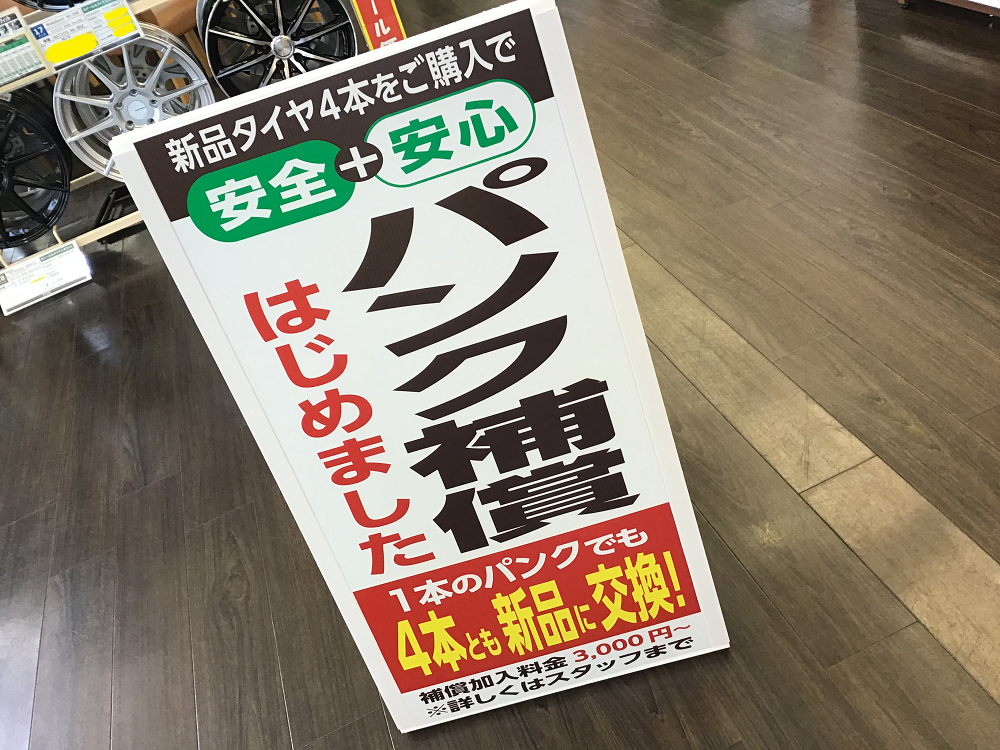 新品タイヤ4本をご購入で
安全+安心
パンク補償
はじめました
1本のパンクでも
4本とも新品に交換!
補償加入料金 3,000円〜
※詳しくはスタッフまで
ール
17